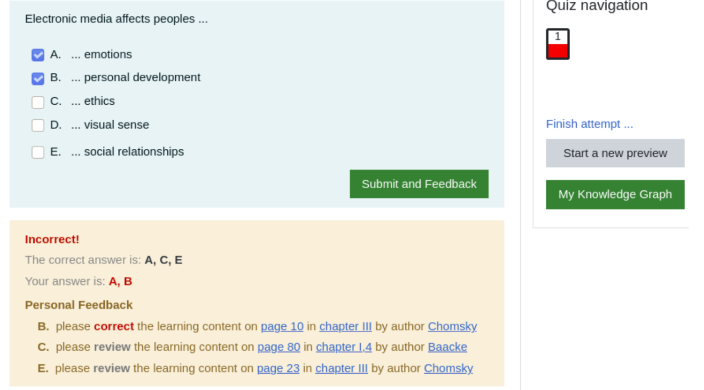 Electronic media affects peoples ...
A. ... emotions
B. ... personal development
C. ... ethics
D. ... visual sense
E. ... social relationships
Submit and Feedback
Incorrect!
The correct answer is: A, C, E
Your answer is: A, B
Personal Feedback
B. please correct the learning content on page 10 in chapter III by author Chomsky
C. please review the learning content on page 80 in chapter I,4 by author Baacke
E. please review the learning content on page 23 in chapter III by author Chomsky
Quiz navigation
1
Finish attempt ...
Start a new preview
My Knowledge Graph